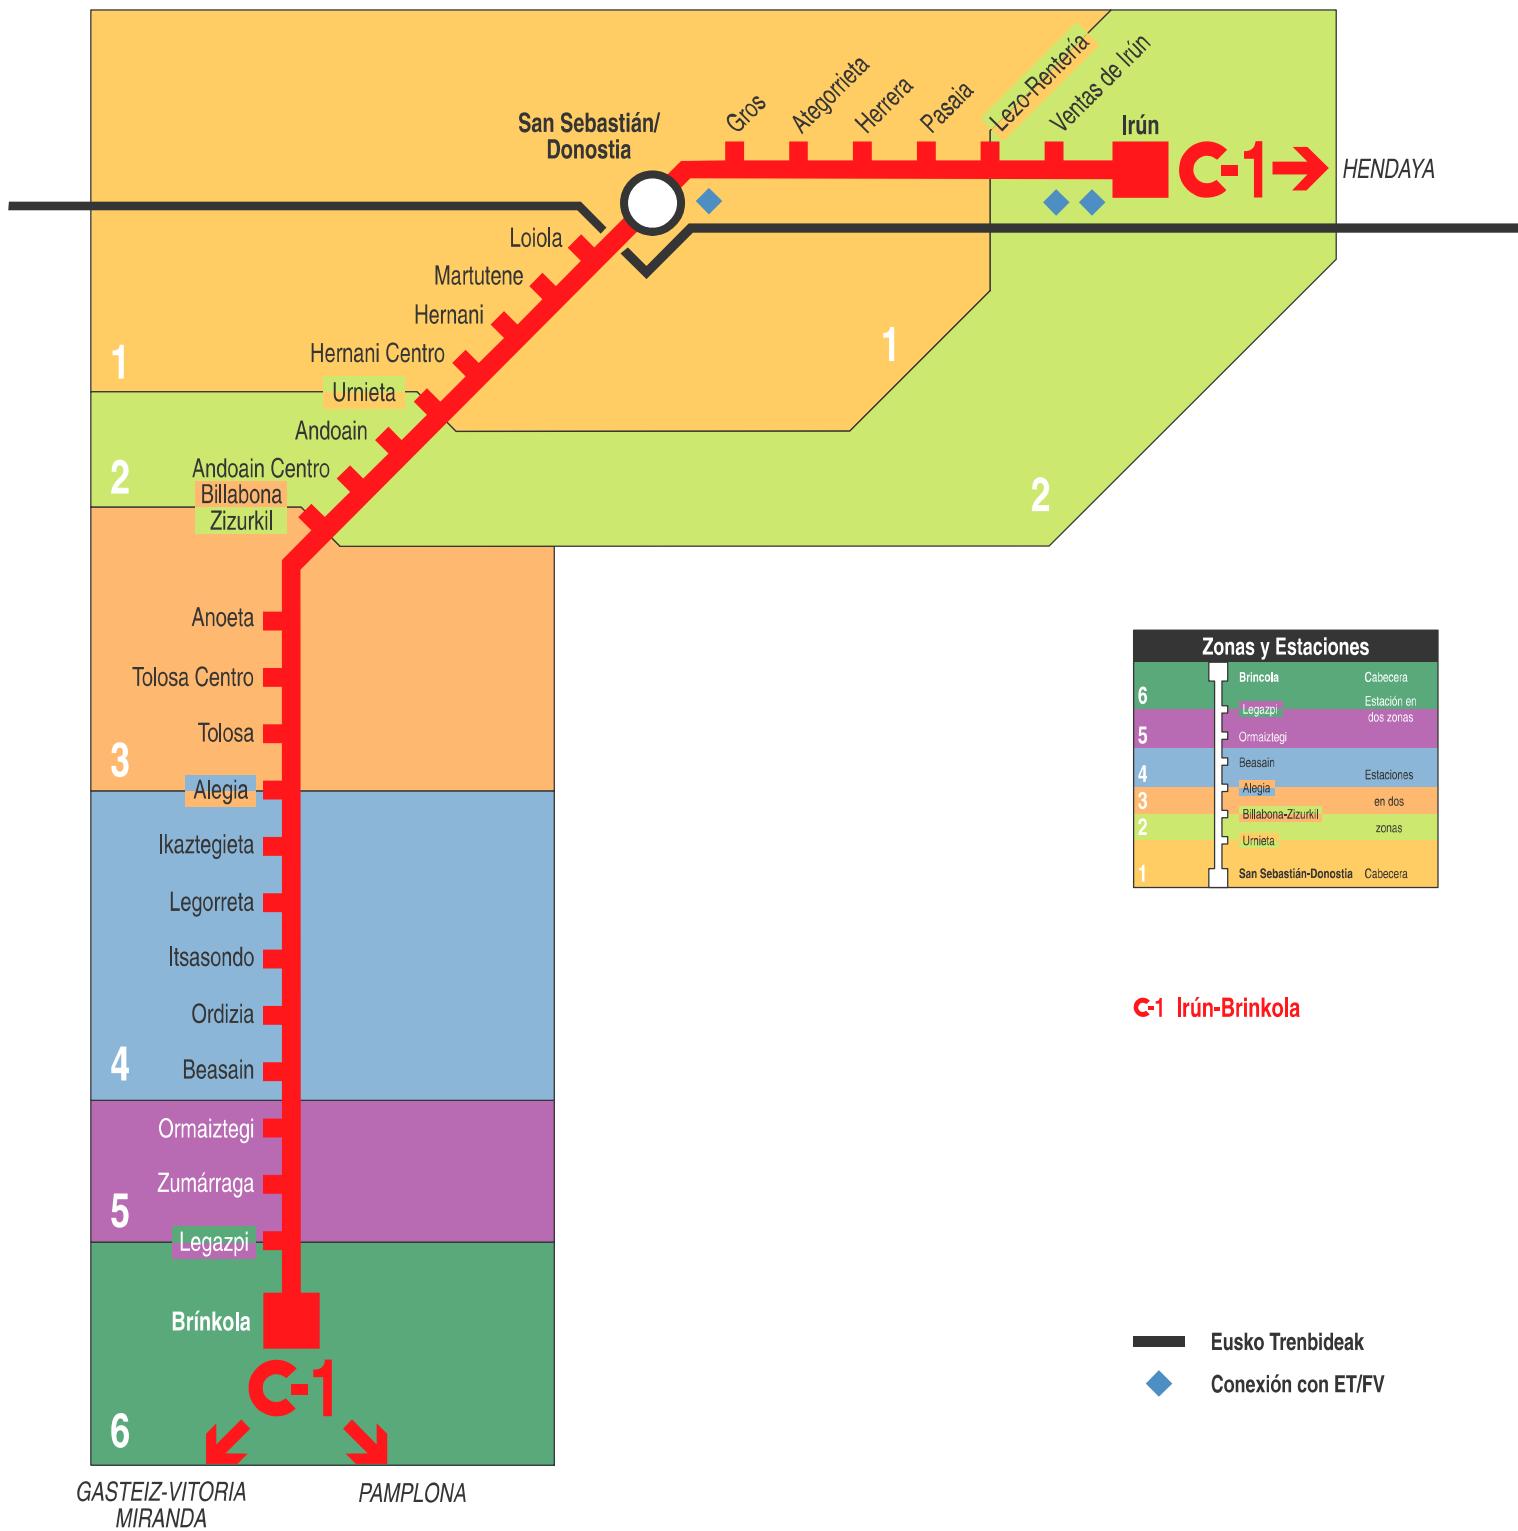 San Sebastián/
Donostia
Gros
Ategorrieta
Herrera
Pasaia
Lezo-Rentería
Ventas de Irún
Irún
C-1
HENDAYA
Loiola
Martutene
Hernani
Hernani Centro
1
1
Urnieta
Andoain
Andoain Centro
2
2
Billabona
Zizurkil
Anoeta
Tolosa Centro
Tolosa
3
Alegia
Ikaztegieta
Legorreta
Itsasondo
Ordizia
Beasain
4
Ormaiztegi
Zumárraga
5
Legazpi
Brínkola
C-1
6
GASTEIZ-VITORIA
MIRANDA
PAMPLONA
Zonas y Estaciones
Brincola Cabecera
6
Legazpi
Estación en
dos zonas
5
Ormaiztegi
Beasain
4
Estaciones
Alegia
3
en dos
Billabona-Zizurkil
2
zonas
Urnieta
1
San Sebastián-Donostia Cabecera
C-1 Irún-Brinkola
Eusko Trenbideak
Conexión con ET/FV